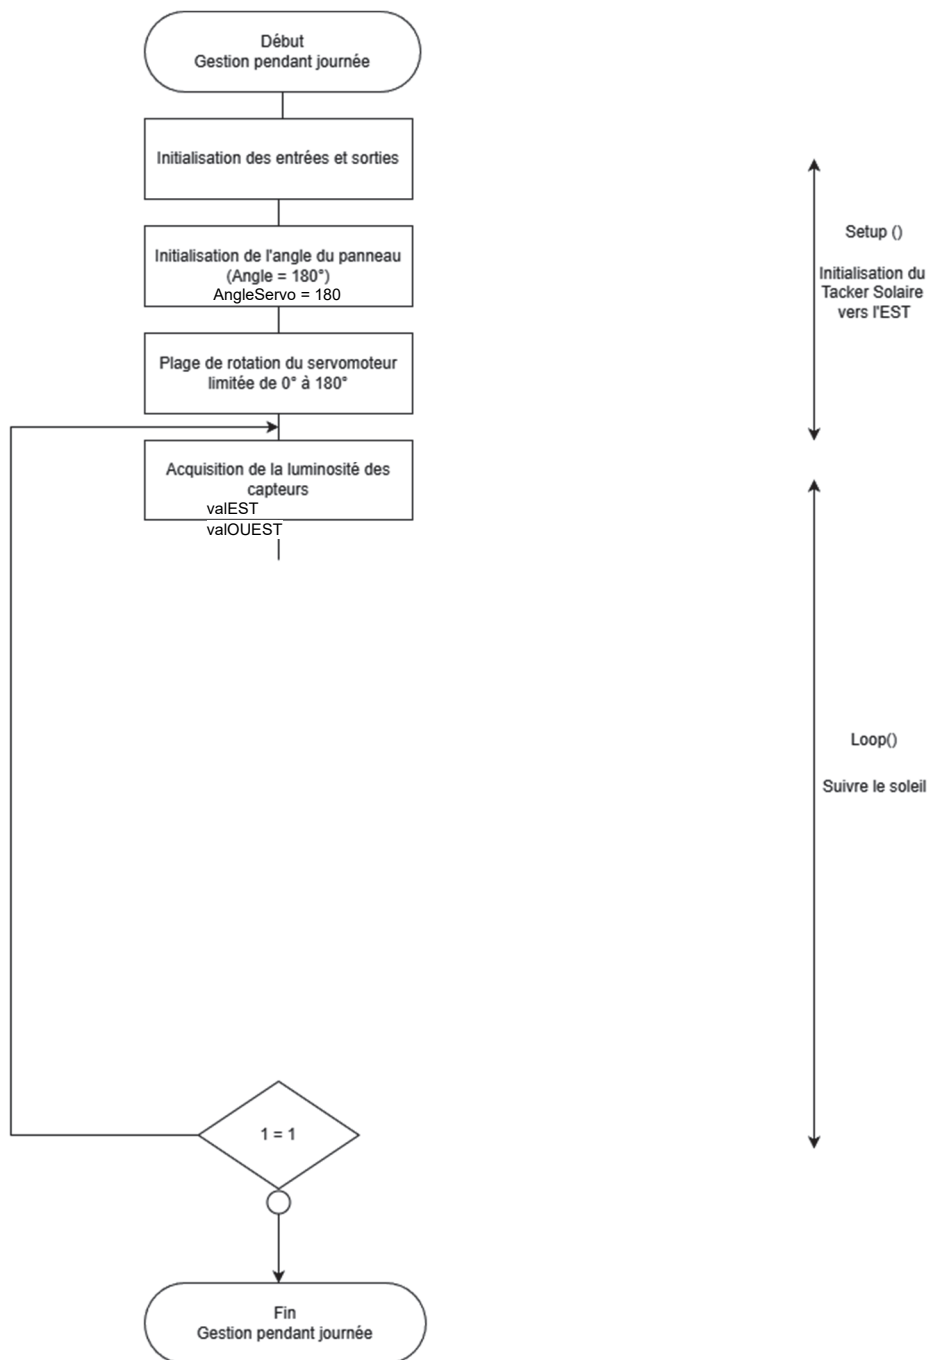 Début
Gestion pendant journée
Initialisation des entrées et sorties
Initialisation de l'angle du panneau
(Angle = 180°)
AngleServo = 180
Plage de rotation du servomoteur
limitée de 0° à 180°
Setup ()
Initialisation du
Tacker Solaire
vers l'EST
Acquisition de la luminosité des
capteurs
valEST
valOUEST
Loop()
Suivre le soleil
1 = 1
Fin
Gestion pendant journée